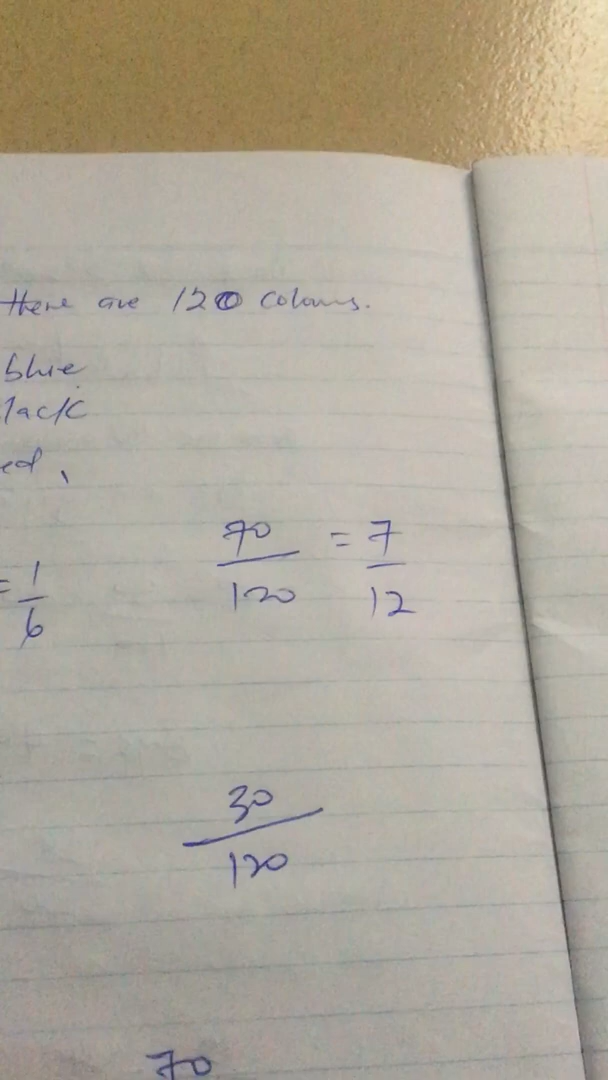 there are 120 colours.
blue
lack
ed,
= 1/6
70/120 = 7/12
30/120
70